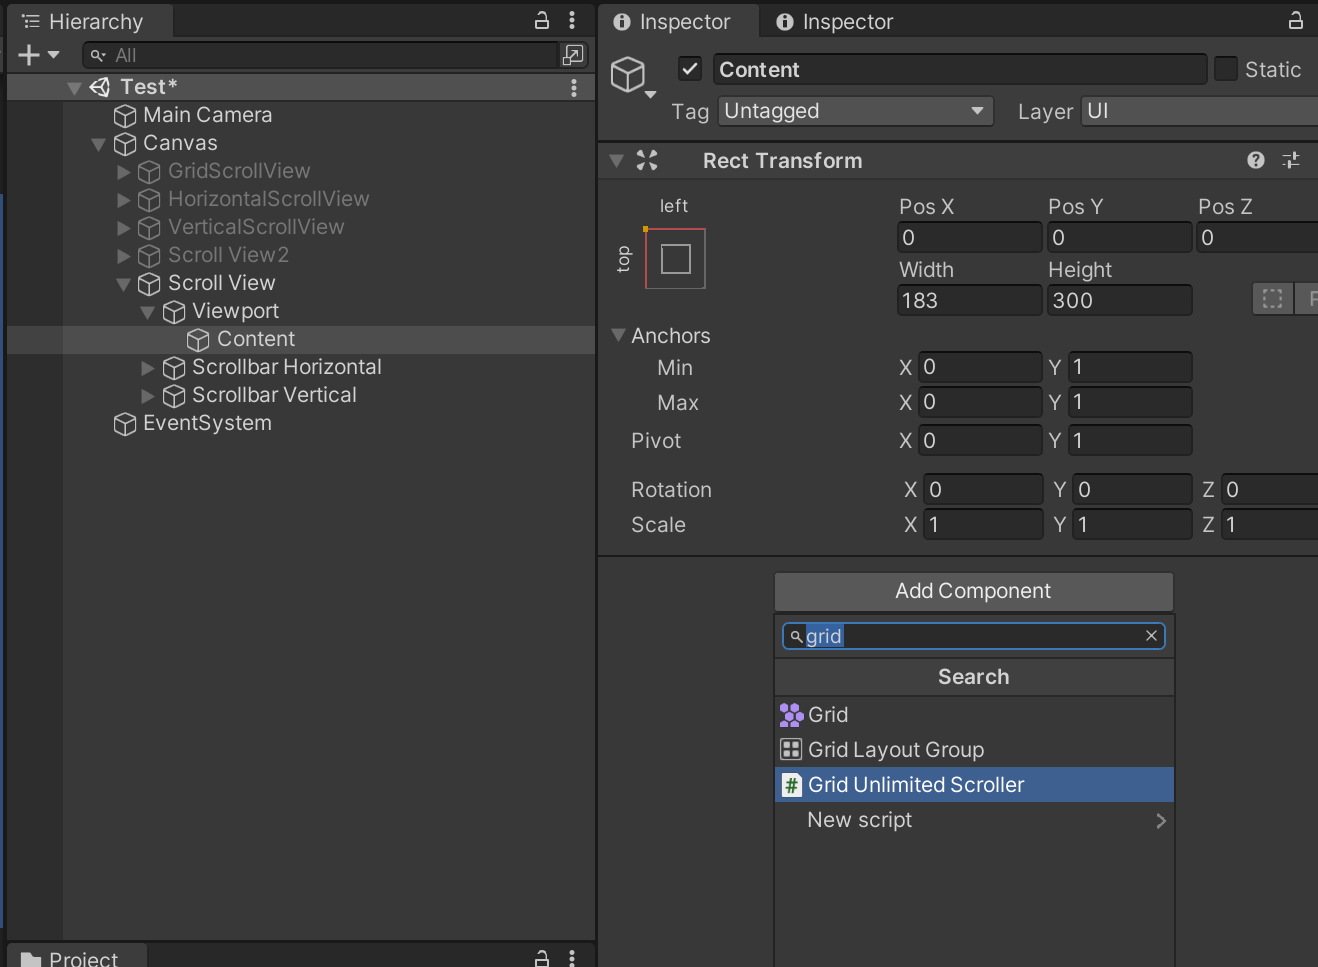 Hierarchy
All
Test*
Main Camera
Canvas
GridScrollView
HorizontalScrollView
VerticalScrollView
Scroll View2
Scroll View
Viewport
Content
Scrollbar Horizontal
Scrollbar Vertical
EventSystem
Project
Inspector
Inspector
Content
Static
Tag
Untagged
Layer
UI
Rect Transform
left
top
Pos X
Pos Y
Pos Z
0
0
0
Width
Height
183
300
Anchors
Min
X 0
Y 1
Max
X 0
Y 1
Pivot
X 0
Y 1
Rotation
X 0
Y 0
Z 0
Scale
X 1
Y 1
Z 1
Add Component
grid
Search
Grid
Grid Layout Group
# Grid Unlimited Scroller
New script